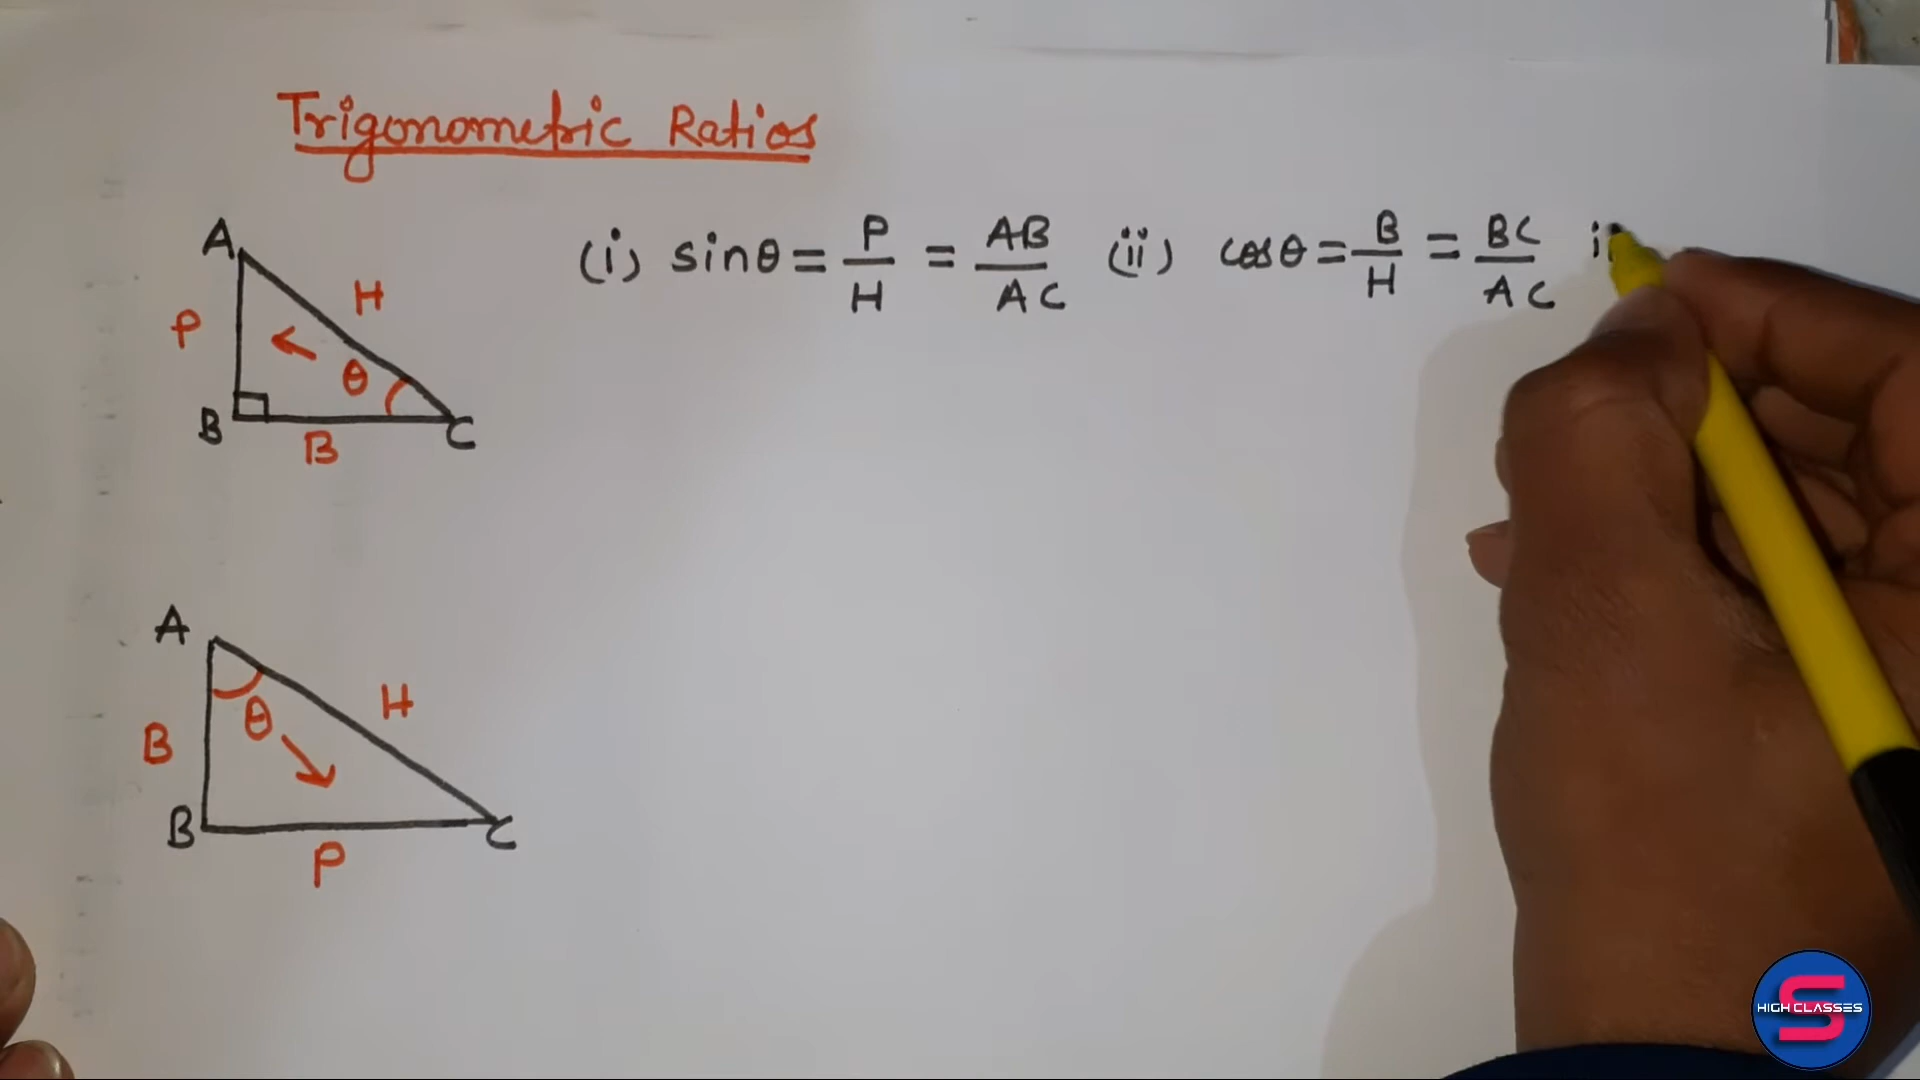 Trigonometric Ratios
(i) sinθ = P/H = AB/AC (ii) cosθ = B/H = BC/AC
A
H
P
θ
B
C
B
A
H
θ
B
B
C
P
S
HIGH CLASSES